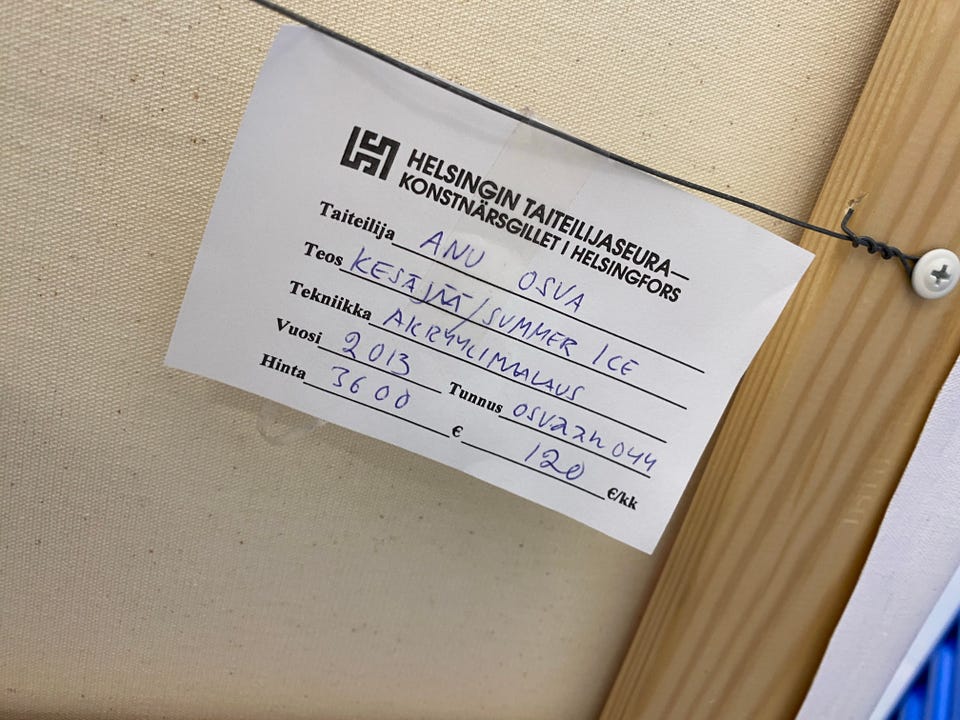 HELSINGIN TAITEILIJASEURA—
KONSTNÄRSGILLET I HELSINGFORS
Taiteilija ANU OSVA
Teos KESÄJÄÄ/SUMMER ICE
Tekniikka AKRYYLIMAALAUS
Vuosi 2013 Tunnus
Hinta 3600 € 120 €/kk